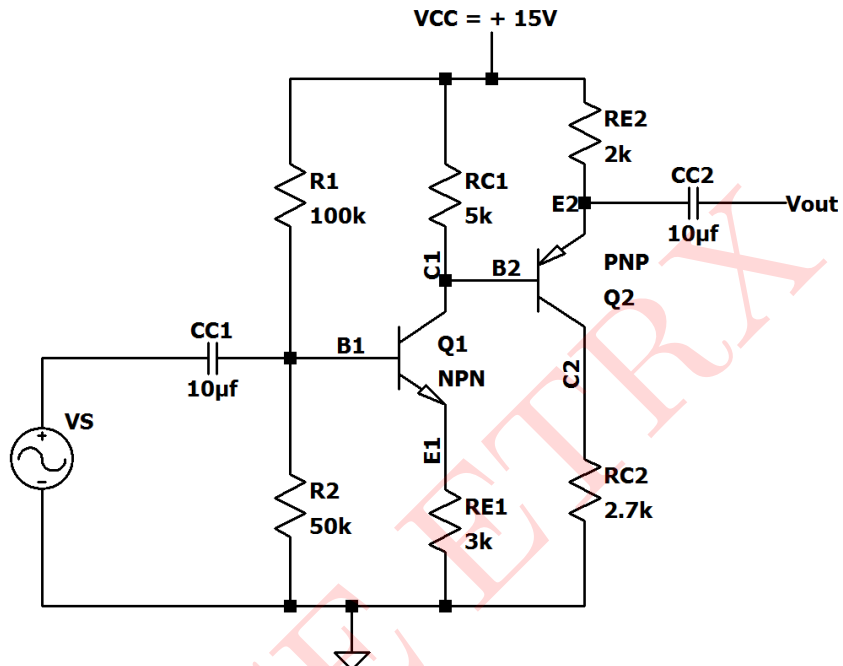 VCC = + 15V
RE2
2k
R1
100k
RC1
5k
CC2
10µf
Vout
E2
C1
B2
PNP
Q2
CC1
10µf
B1
Q1
NPN
C2
VS
E1
R2
50k
RE1
3k
RC2
2.7k
E ETRX